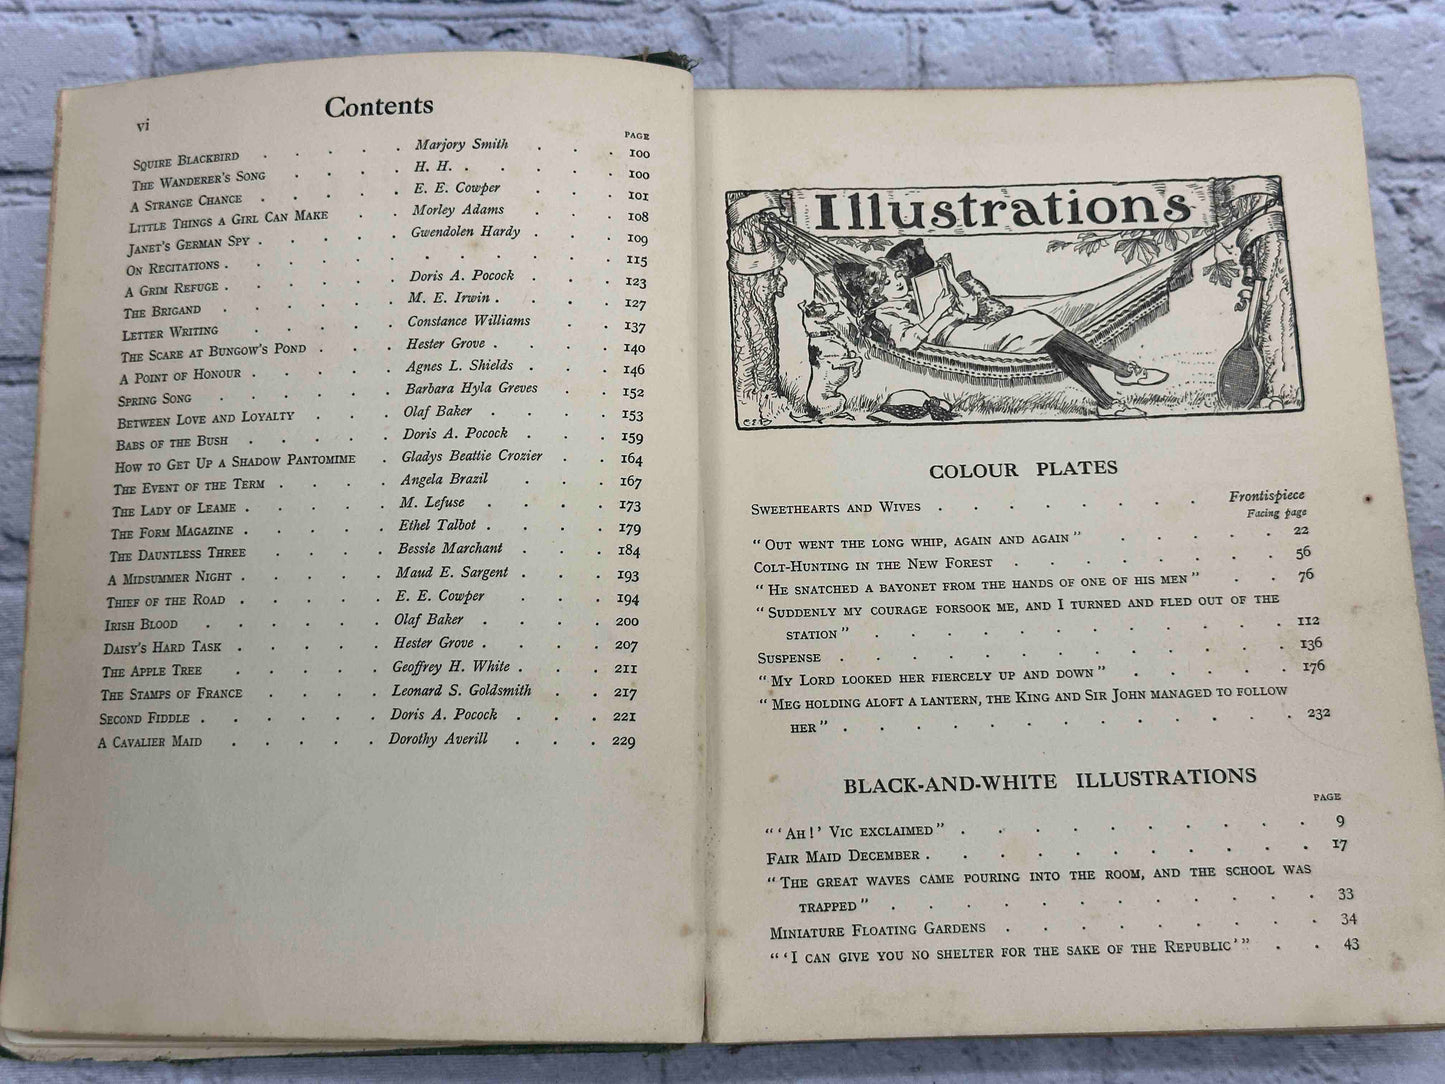 vi
Contents
PAGE
Squire Blackbird . . . . . Marjory Smith . . . 100
The Wanderer's Song . . . . H. H. . . . . 100
A Strange Chance . . . . . E. E. Cowper . . . 101
Little Things a Girl Can Make . . Morley Adams . . . 108
Janet's German Spy . . . . . Gwendolen Hardy . . . 109
On Recitations . . . . . . . . . . 115
A Grim Refuge . . . . . Doris A. Pocock . . . 123
The Brigand . . . . . M. E. Irwin . . . . 127
Letter Writing . . . . Constance Williams . . 137
The Scare at Bungow's Pond . . . Hester Grove . . . . 140
A Point of Honour . . . . . Agnes L. Shields . . . 146
Spring Song . . . . . Barbara Hyla Greves . . 152
Between Love and Loyalty . . . Olaf Baker . . . . 153
Babs of the Bush . . . . Doris A. Pocock . . . 159
How to Get Up a Shadow Pantomime . Gladys Beattie Crozier . . 164
The Event of the Term . . . . Angela Brazil . . . 167
The Lady of Leame . . . . . M. Lefuse . . . . 173
The Form Magazine . . . . . Ethel Talbot . . . . 179
The Dauntless Three . . . . Bessie Marchant . . . 184
A Midsummer Night . . . . . Maud E. Sargent . . . 193
Thief of the Road . . . . . E. E. Cowper . . . 194
Irish Blood . . . . . Olaf Baker . . . . 200
Daisy's Hard Task . . . . . Hester Grove . . . . 207
The Apple Tree . . . . . Geoffrey H. White . . . 211
The Stamps of France . . . . Leonard S. Goldsmith . . 217
Second Fiddle . . . . . . Doris A. Pocock . . . 221
A Cavalier Maid . . . . . Dorothy Averill . . . 229
Illustrations
C.E.B
COLOUR PLATES
Sweethearts and Wives . . . . . . . Frontispiece
Facing page
"Out went the long whip, again and again" . . . . . 22
Colt-Hunting in the New Forest . . . . . . . 56
"He snatched a bayonet from the hands of one of his men" . . 76
"Suddenly my courage forsook me, and I turned and fled out of the
station" . . . . . . . . . . . 112
Suspense . . . . . . . . . . . . 136
"My Lord looked her fiercely up and down" . . . . . 176
"Meg holding aloft a lantern, the King and Sir John managed to follow
her" . . . . . . . . . . . . 232
BLACK-AND-WHITE ILLUSTRATIONS
PAGE
"'Ah!' Vic exclaimed" . . . . . . . . . . 9
Fair Maid December . . . . . . . . . . . 17
"The great waves came pouring into the room, and the school was
trapped" . . . . . . . . . . . . 33
Miniature Floating Gardens . . . . . . . . 34
"'I can give you no shelter for the sake of the Republic'" . . 43